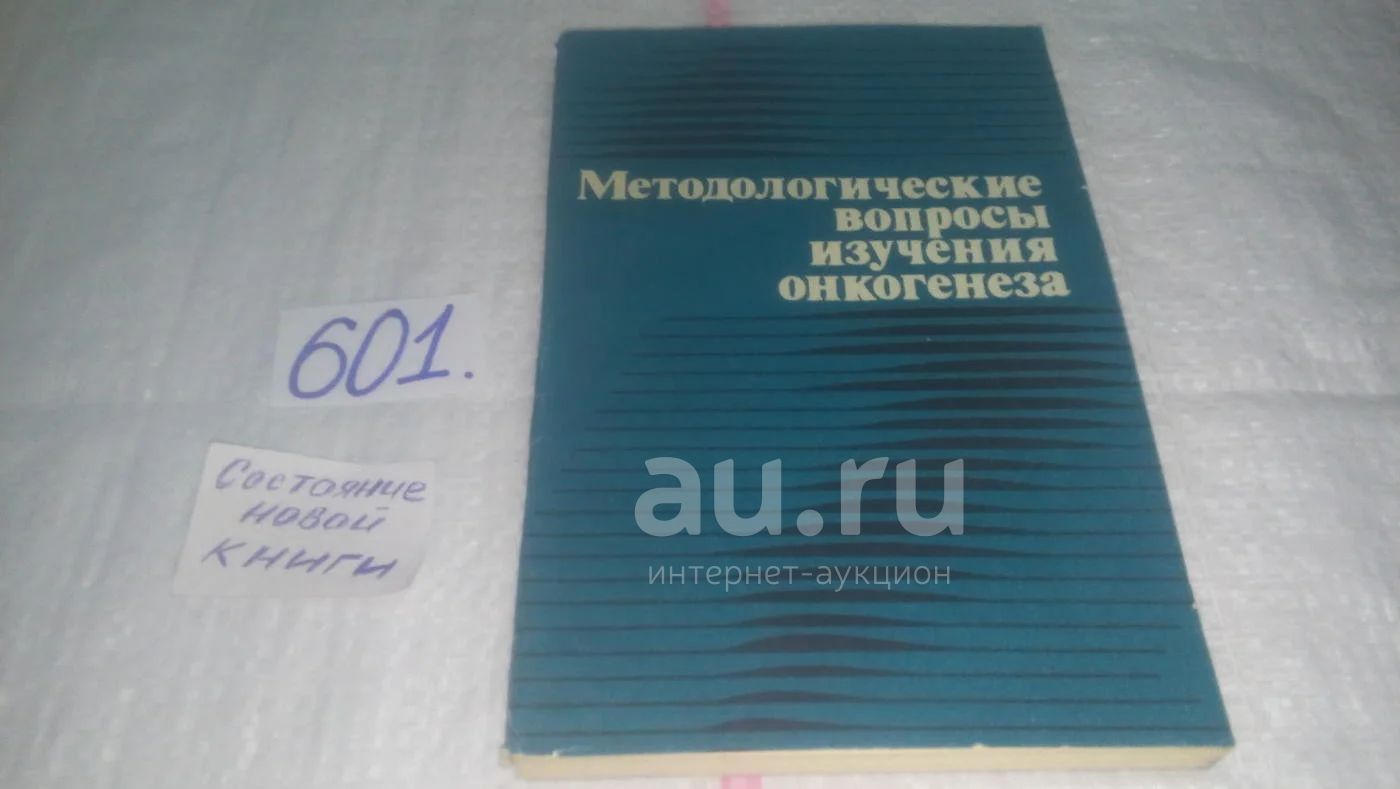 Методологические
вопросы
изучения
онкогенеза
601.
Состояние
новой
книги
au.ru
интернет-аукцион